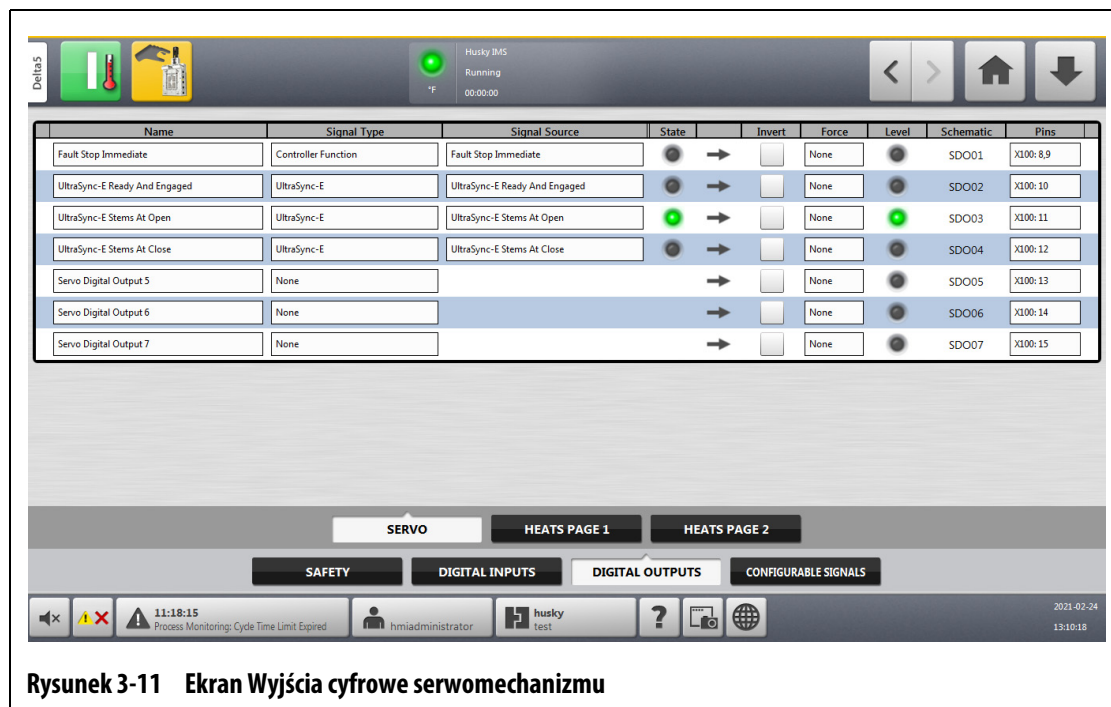 Delta5
Husky IMS
Running
°F 00:00:00
Name Signal Type Signal Source State Invert Force Level Schematic Pins
Fault Stop Immediate Controller Function Fault Stop Immediate None SDO01 X100: 8,9
UltraSync-E Ready And Engaged UltraSync-E UltraSync-E Ready And Engaged None SDO02 X100: 10
UltraSync-E Stems At Open UltraSync-E UltraSync-E Stems At Open None SDO03 X100: 11
UltraSync-E Stems At Close UltraSync-E UltraSync-E Stems At Close None SDO04 X100: 12
Servo Digital Output 5 None None SDO05 X100: 13
Servo Digital Output 6 None None SDO06 X100: 14
Servo Digital Output 7 None None SDO07 X100: 15
SERVO HEATS PAGE 1 HEATS PAGE 2
SAFETY DIGITAL INPUTS DIGITAL OUTPUTS CONFIGURABLE SIGNALS
11:18:15
Process Monitoring: Cycle Time Limit Expired
hmiadministrator
husky
test
?
2021-02-24
13:10:18
Rysunek 3-11 Ekran Wyjścia cyfrowe serwomechanizmu